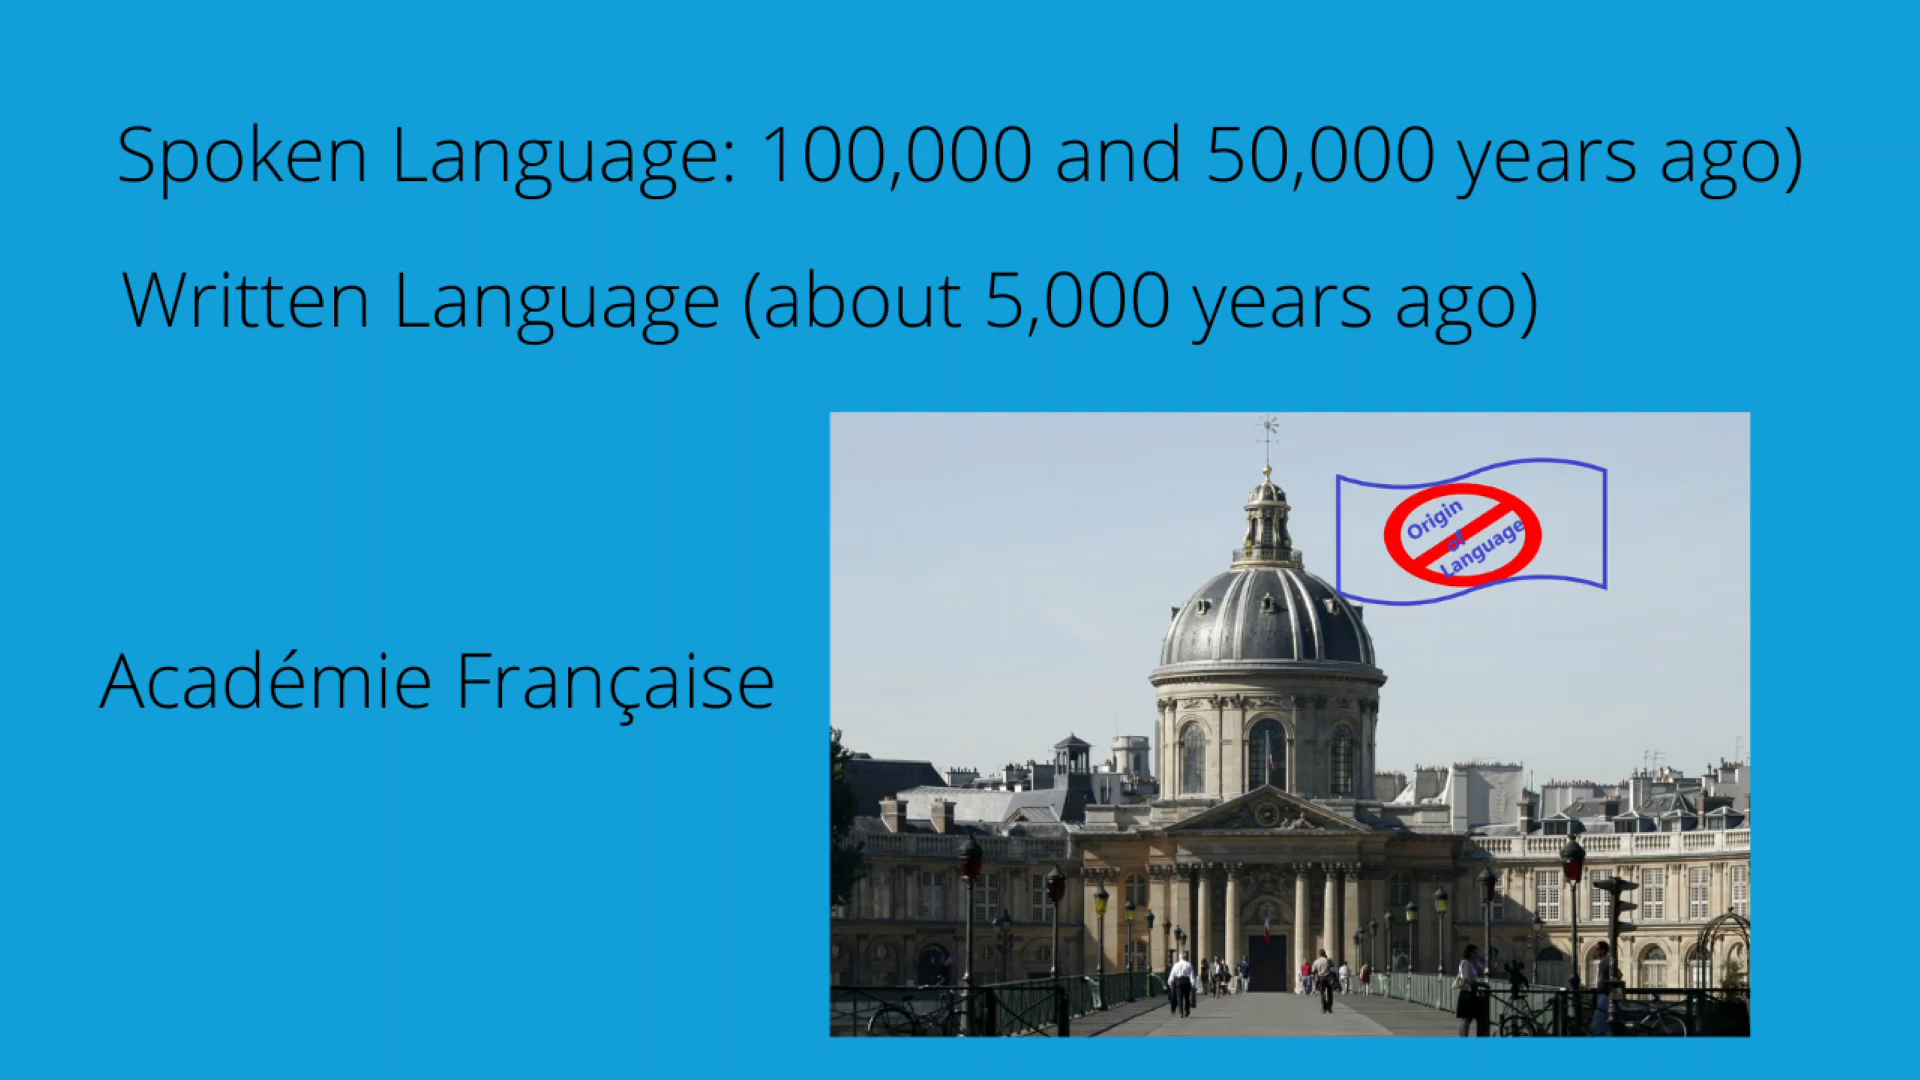 Spoken Language: 100,000 and 50,000 years ago)
Written Language (about 5,000 years ago)
Académie Française
Origin
of
Language